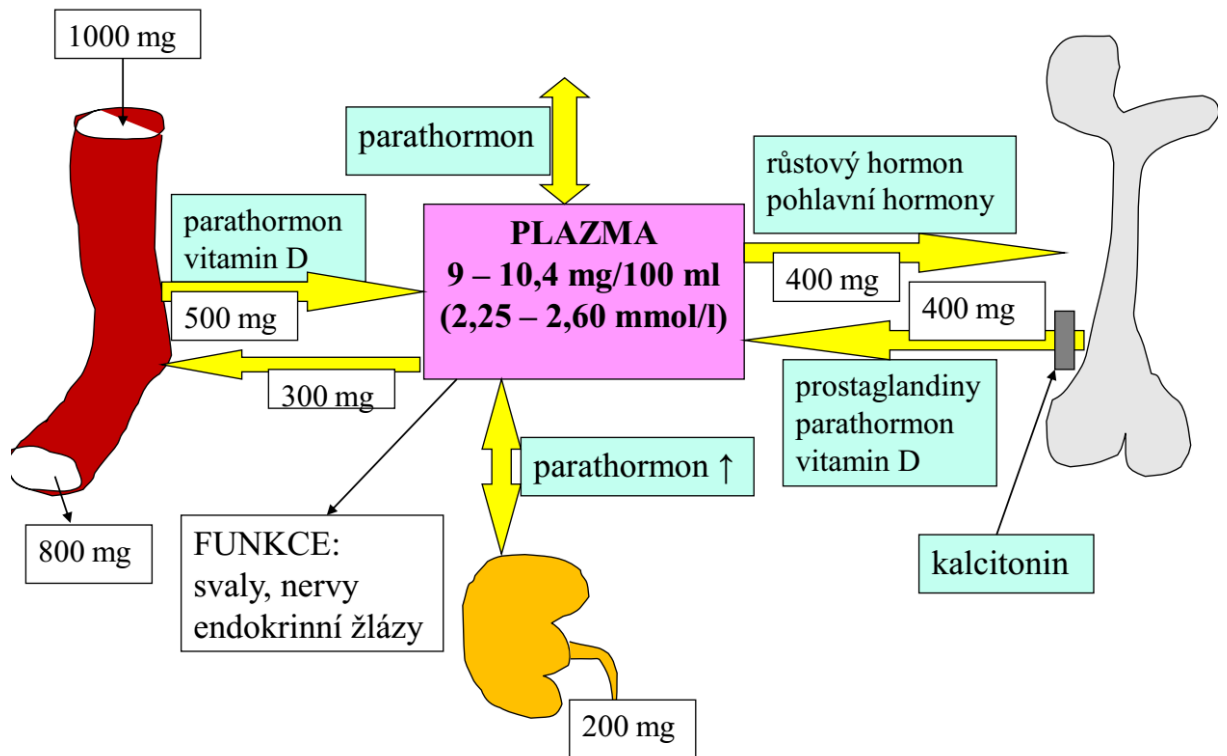 1000 mg
parathormon
růstový hormon
pohlavní hormony
parathormon
vitamin D
PLAZMA
9 – 10,4 mg/100 ml
(2,25 – 2,60 mmol/l)
400 mg
400 mg
500 mg
300 mg
prostaglandiny
parathormon
vitamin D
parathormon ↑
800 mg
FUNKCE:
svaly, nervy
endokrinní žlázy
kalcitonin
200 mg